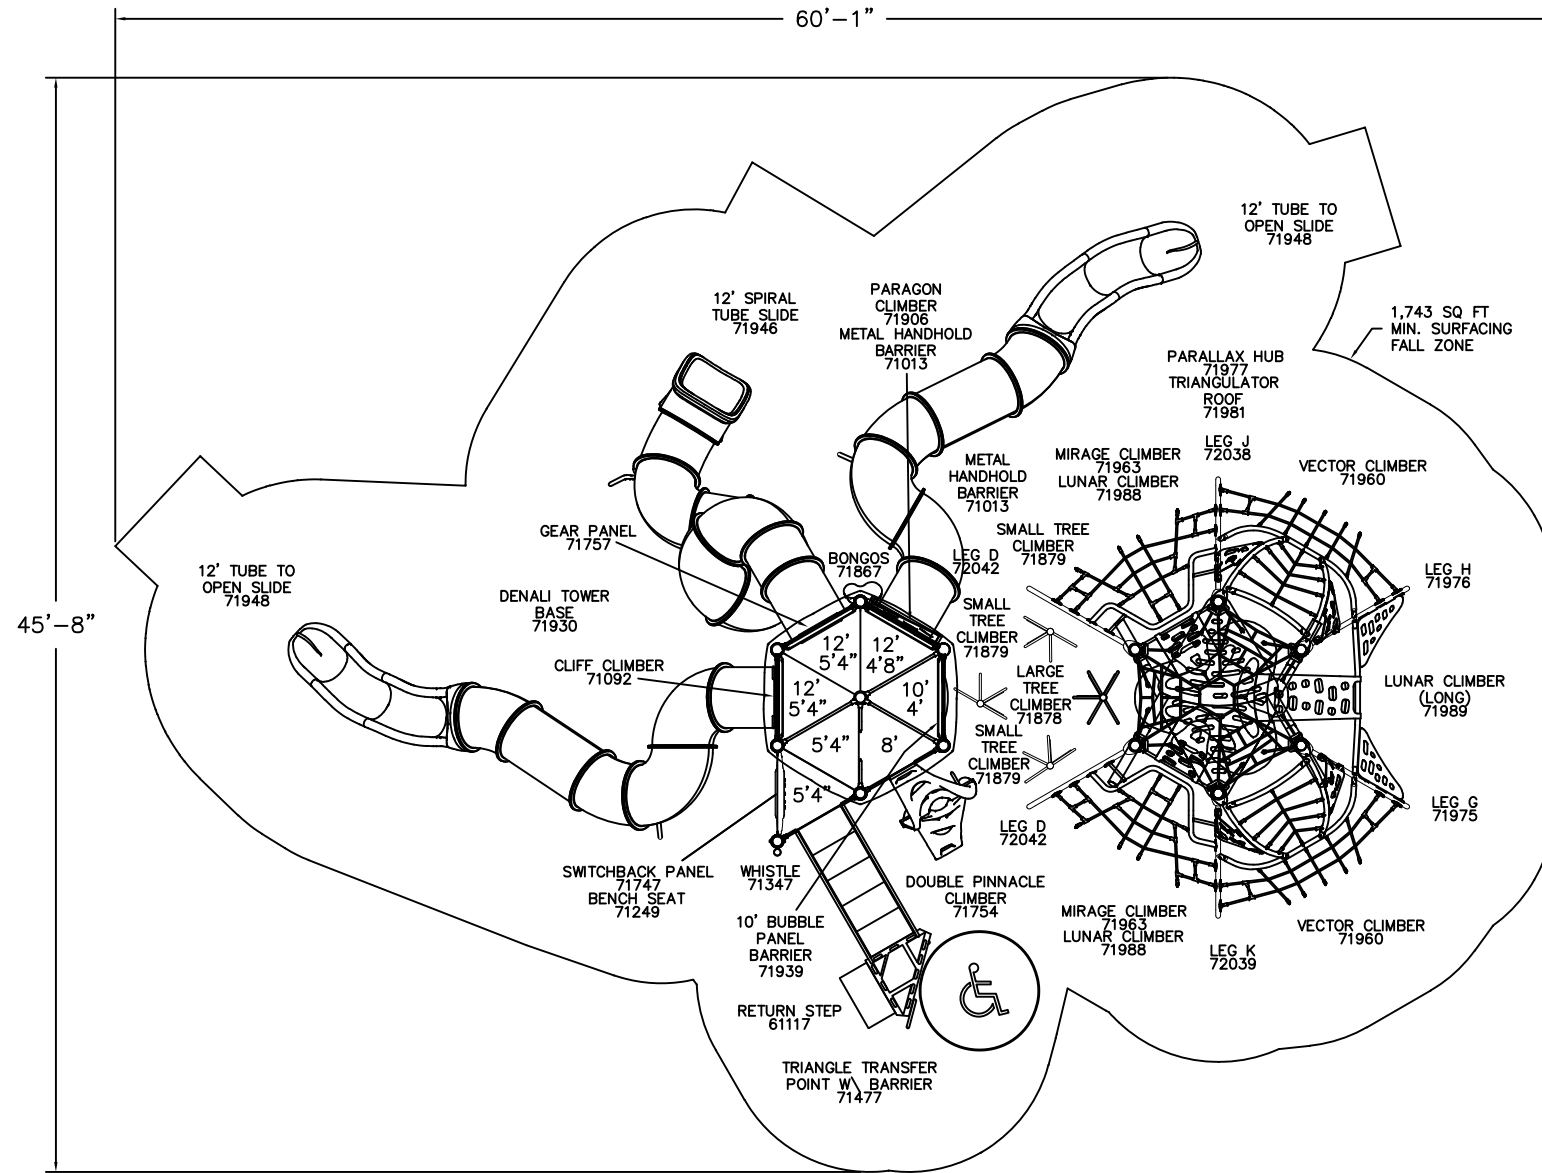 60'-1"
45'-8"
12' TUBE TO
OPEN SLIDE
71948
12' SPIRAL
TUBE SLIDE
71946
PARAGON
CLIMBER
71906
METAL HANDHOLD
BARRIER
71013
1,743 SQ FT
MIN. SURFACING
FALL ZONE
PARALLAX HUB
71977
TRIANGULATOR
ROOF
71981
LEG J
72038
MIRAGE CLIMBER
71963
LUNAR CLIMBER
71988
VECTOR CLIMBER
71960
METAL
HANDHOLD
BARRIER
71013
GEAR PANEL
71757
SMALL TREE
CLIMBER
71879
BONGOS
71867
LEG D
72042
LEG H
71976
12' TUBE TO
OPEN SLIDE
71948
DENALI TOWER
BASE
71930
SMALL
TREE
CLIMBER
71879
CLIFF CLIMBER
71092
12'
5'4"
12'
4'8"
12'
5'4"
10'
4'
5'4"
8'
5'4"
LARGE
TREE
CLIMBER
71878
LUNAR CLIMBER
(LONG)
71989
SMALL
TREE
CLIMBER
71879
LEG G
71975
LEG D
72042
SWITCHBACK PANEL
71747
BENCH SEAT
71249
WHISTLE
71347
DOUBLE PINNACLE
CLIMBER
71754
10' BUBBLE
PANEL
BARRIER
71939
MIRAGE CLIMBER
71963
LUNAR CLIMBER
71988
VECTOR CLIMBER
71960
LEG K
72039
RETURN STEP
61117
TRIANGLE TRANSFER
POINT W\ BARRIER
71477